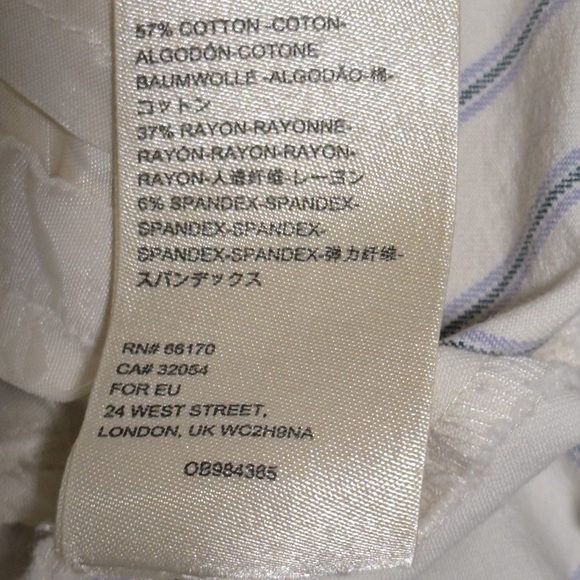 57% COTTON -COTON-
ALGODÓN-COTONE
BAUMWOLLE -ALGODÃO-棉-
コットン
37% RAYON-RAYONNE-
RAYÓN-RAYON-RAYON-
RAYON-人造纤维-レーヨン
6% SPANDEX-SPANDEX-
SPANDEX-SPANDEX-
SPANDEX-SPANDEX-弹力纤维-
スパンデックス
RN# 66170
CA# 32054
FOR EU
24 WEST STREET,
LONDON, UK WC2H9NA
OB984365